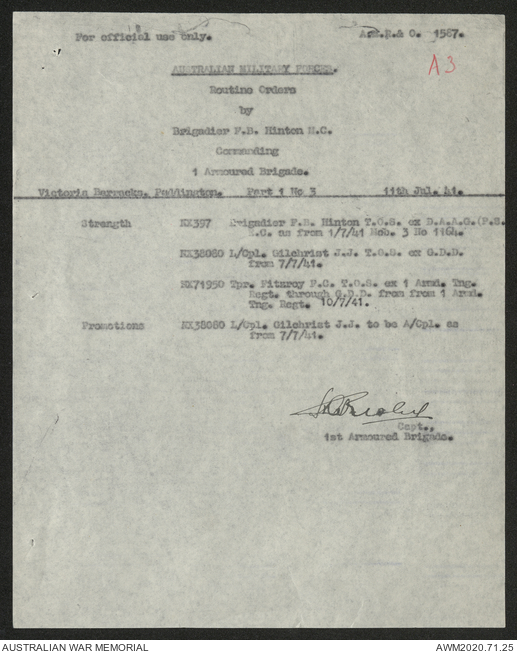 For official use only.
A.M.F.& O. 1587.
A3
AUSTRALIAN MILITARY FORCES.
Routine Orders
by
Brigadier F.B. Hinton M.C.
Commanding
1 Armoured Brigade.
Victoria Barracks, Paddington. Part 1 No 3 11th Jul. 41.
Strength NX397 Brigadier F.B. Hinton T.O.S. ex D.A.A.G.(P.S.
M.C. as from 1/7/41 Mob. 3 No 1164.
NX38080 L/Cpl. Gilchrist J.J. T.O.S. ex G.D.D.
from 7/7/41.
NX71950 Tpr. Fitzroy P.O. T.O.S. ex 1 Armd. Tng.
Regt. through G.D.D. from from 1 Armd.
Tng. Regt. 10/7/41.
Promotions NX38080 L/Cpl. Gilchrist J.J. to be A/Cpl. as
from 7/7/41.
Capt.,
1st Armoured Brigade.
AUSTRALIAN WAR MEMORIAL
AWM2020.71.25